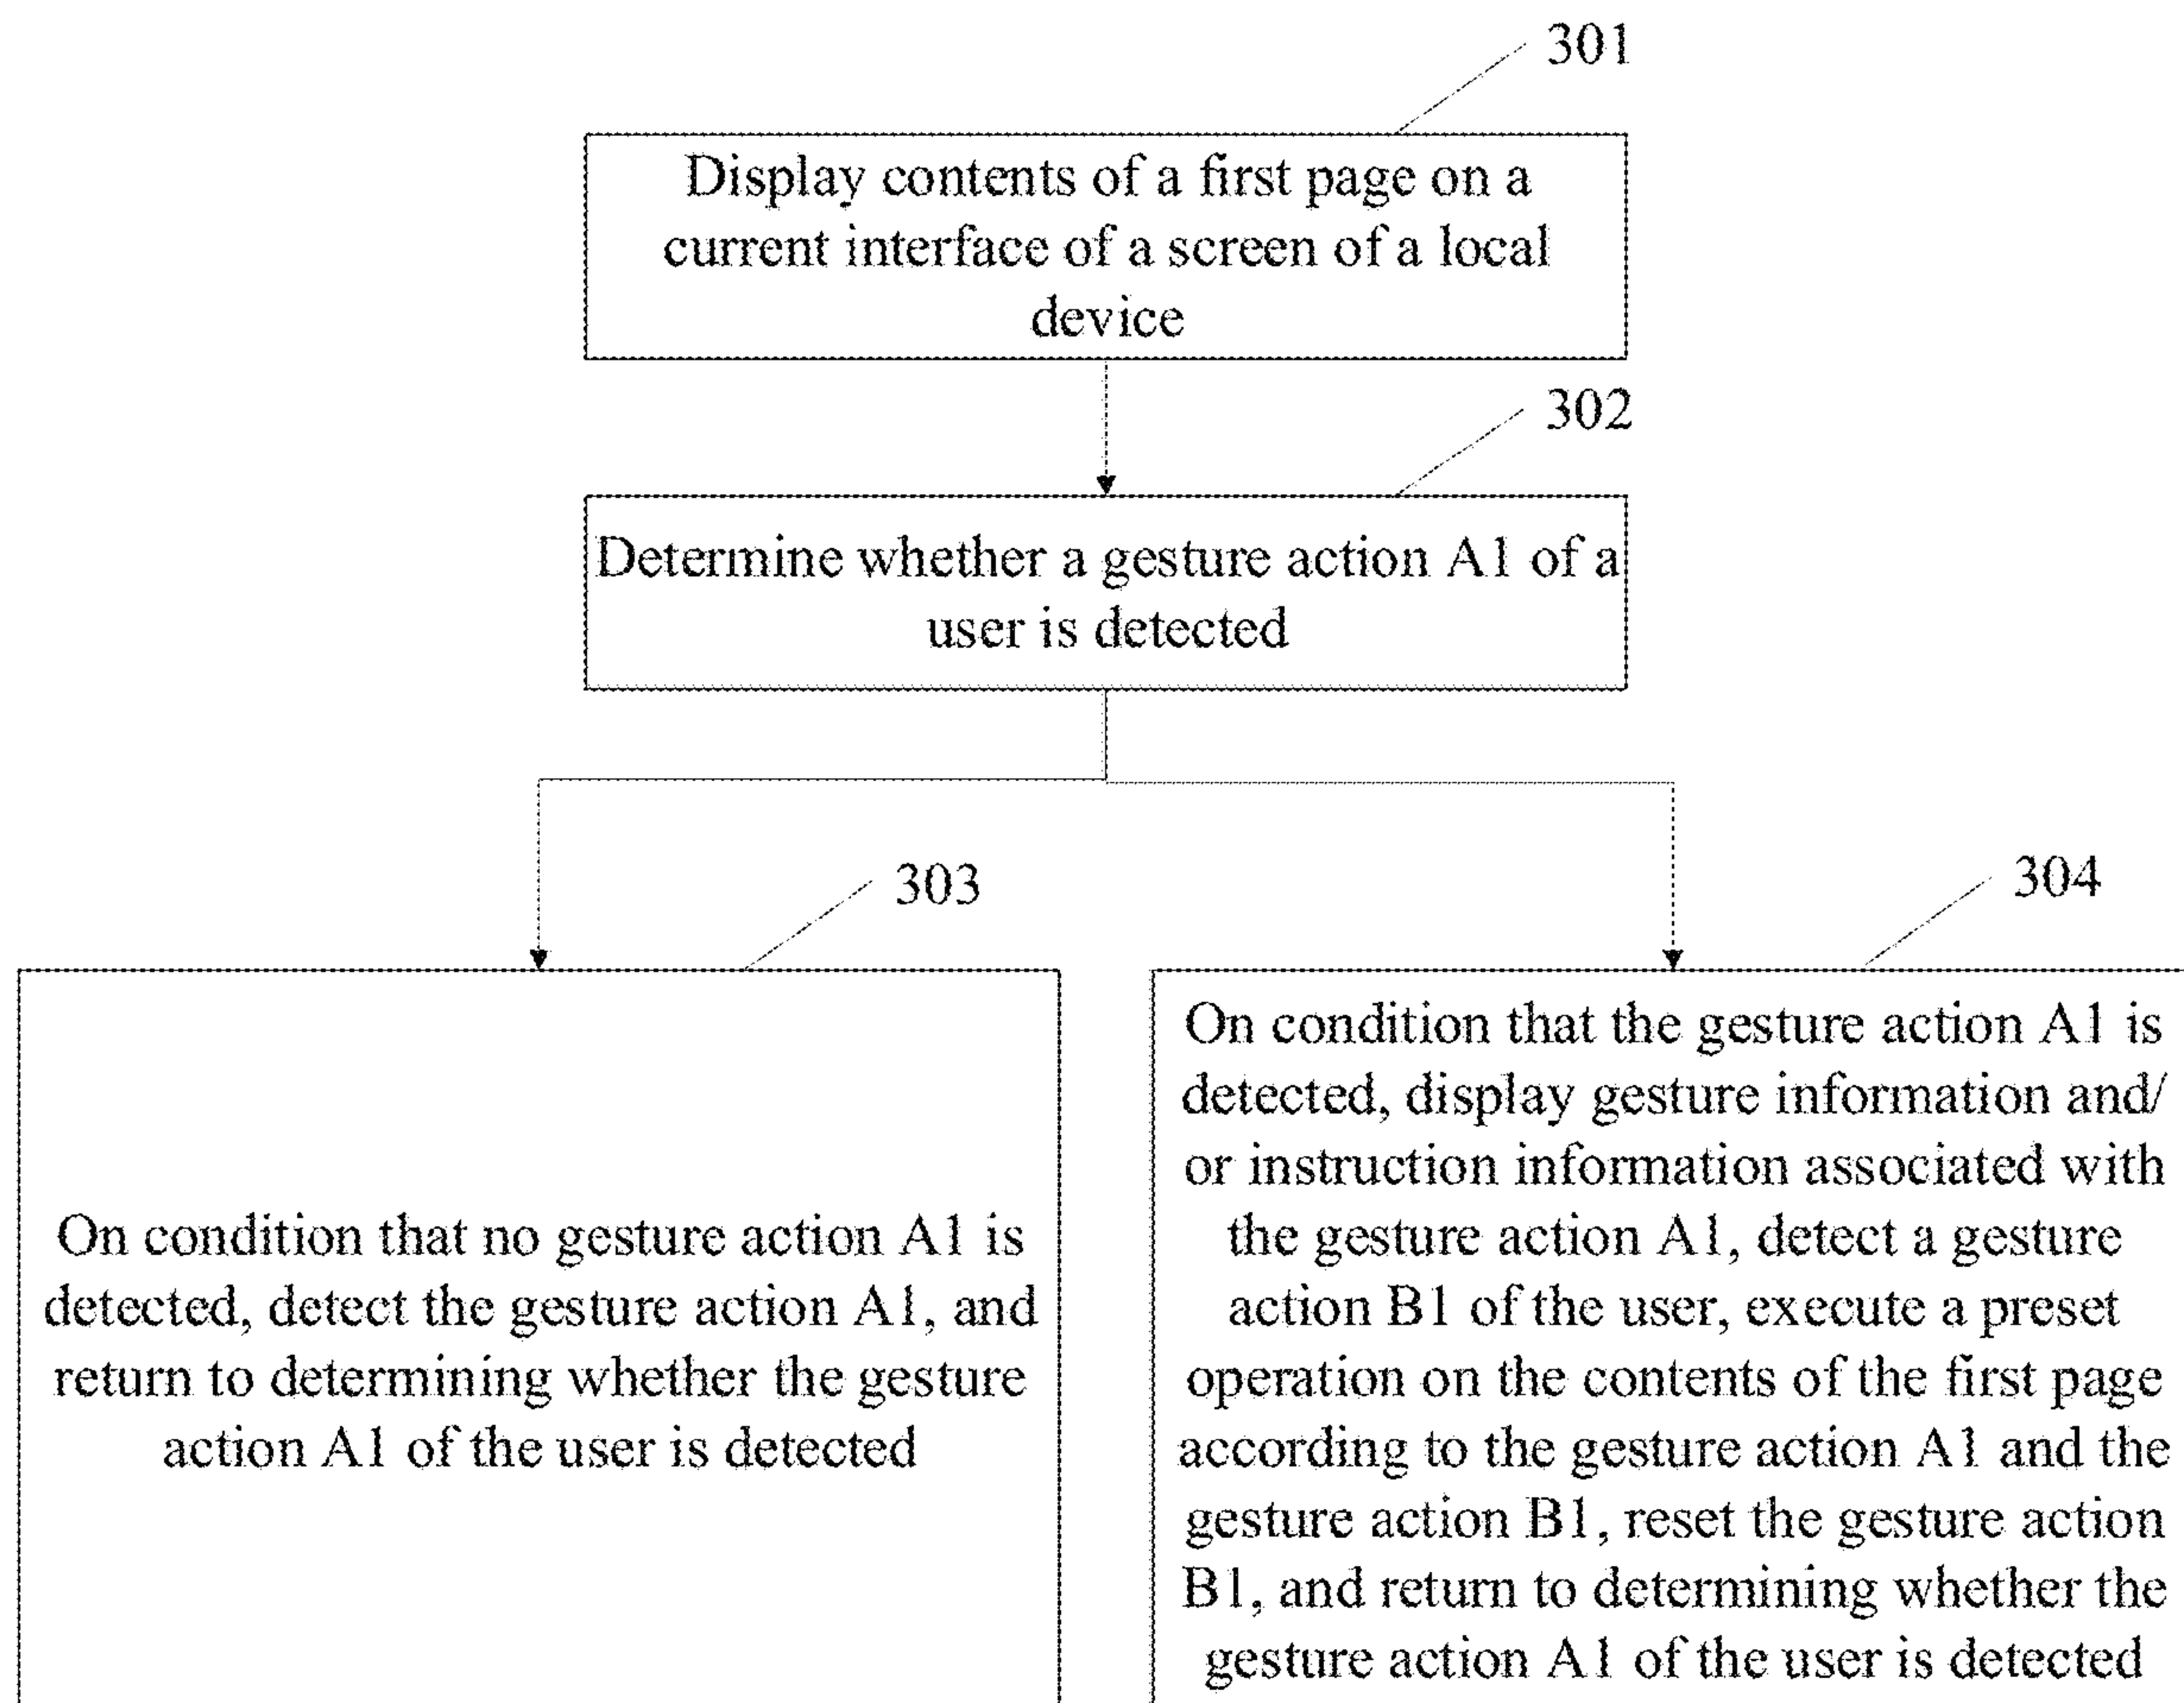 301
Display contents of a first page on a
current interface of a screen of a local
device
302
Determine whether a gesture action A1 of a
user is detected
303
On condition that no gesture action A1 is
detected, detect the gesture action A1, and
return to determining whether the gesture
action A1 of the user is detected
304
On condition that the gesture action A1 is
detected, display gesture information and/
or instruction information associated with
the gesture action A1, detect a gesture
action B1 of the user, execute a preset
operation on the contents of the first page
according to the gesture action A1 and the
gesture action B1, reset the gesture action
B1, and return to determining whether the
gesture action A1 of the user is detected